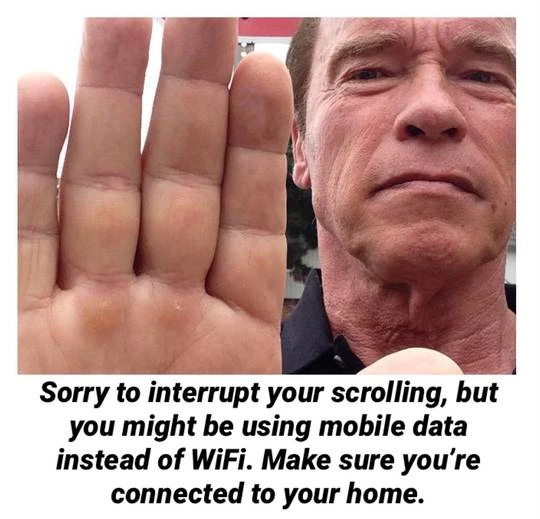 Sorry to interrupt your scrolling, but
you might be using mobile data
instead of WiFi. Make sure you’re
connected to your home.